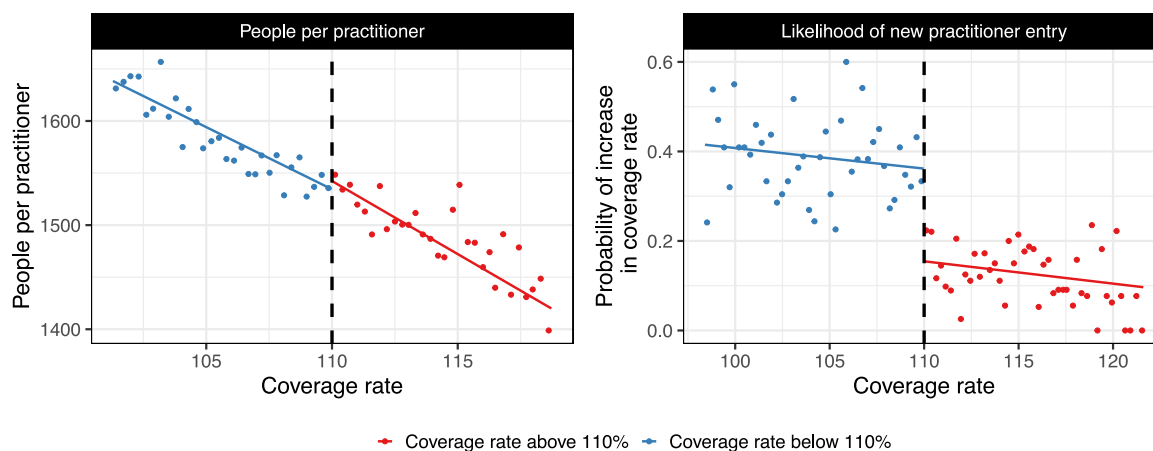 People per practitioner
People per practitioner
1600
1500
1400
105
110
115
Coverage rate
Likelihood of new practitioner entry
Probability of increase
in coverage rate
0.6
0.4
0.2
0.0
100
105
110
115
120
Coverage rate
Coverage rate above 110%
Coverage rate below 110%